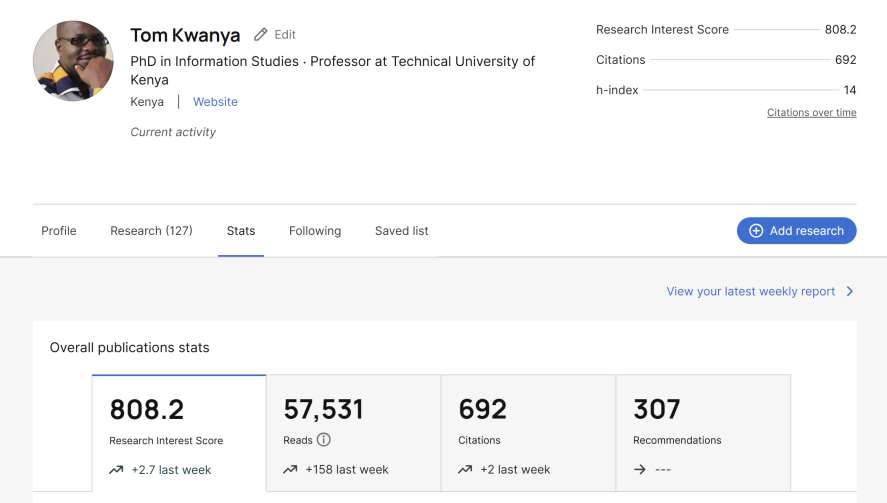 Tom Kwanya Edit
PhD in Information Studies · Professor at Technical University of
Kenya
Kenya | Website
Current activity
Research Interest Score 808.2
Citations 692
h-index 14
Citations over time
Profile Research (127) Stats Following Saved list Add research
View your latest weekly report
Overall publications stats
808.2 57,531 692 307
Research Interest Score Reads Citations Recommendations
+2.7 last week +158 last week +2 last week ---